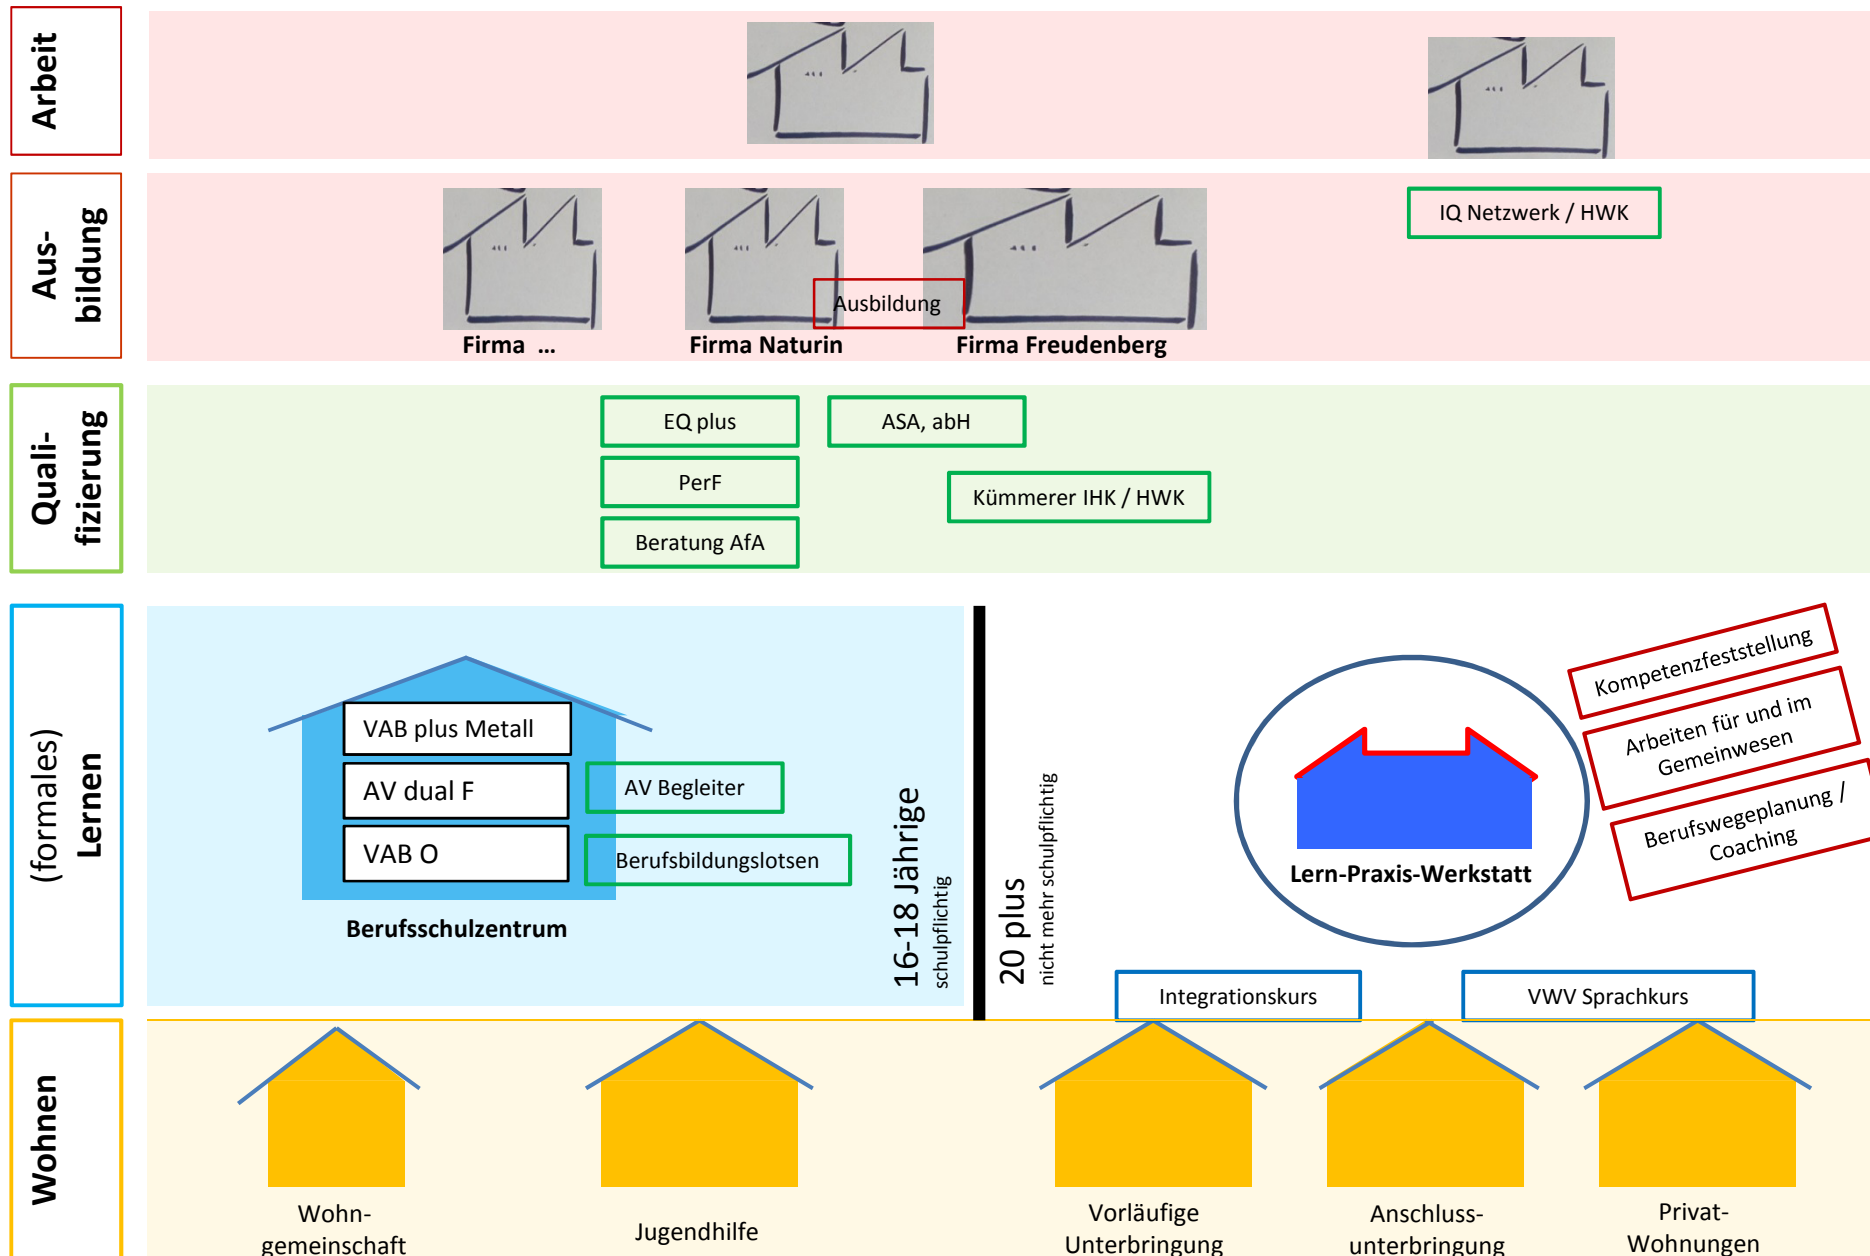 Arbeit
Aus-
bildung
IQ Netzwerk / HWK
Ausbildung
Firma ...
Firma Naturin
Firma Freudenberg
Quali-
fizierung
EQ plus
ASA, abH
PerF
Kümmerer IHK / HWK
Beratung AfA
(formales)
Lernen
VAB plus Metall
AV dual F
VAB O
AV Begleiter
Berufsbildungslotsen
Berufsschulzentrum
16-18 Jährige
schulpflichtig
20 plus
nicht mehr schulpflichtig
Lern-Praxis-Werkstatt
Kompetenzfeststellung
Arbeiten für und im
Gemeinwesen
Berufswegeplanung /
Coaching
Integrationskurs
VWV Sprachkurs
Wohnen
Wohn-
gemeinschaft
Jugendhilfe
Vorläufige
Unterbringung
Anschluss-
unterbringung
Privat-
Wohnungen